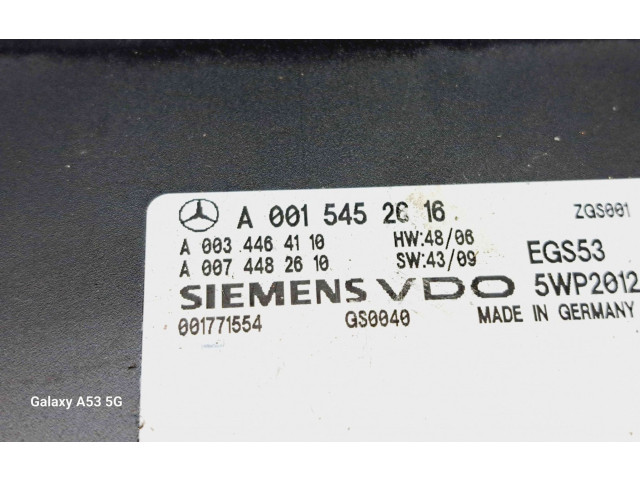 A 001 545 26 16
ZGS001
A 003 446 41 10 HW:48/06
A 007 448 26 10 SW:43/09
EGS53
SIEMENS VDO 5WP2012
001771554 GS0040 MADE IN GERMANY
Galaxy A53 5G